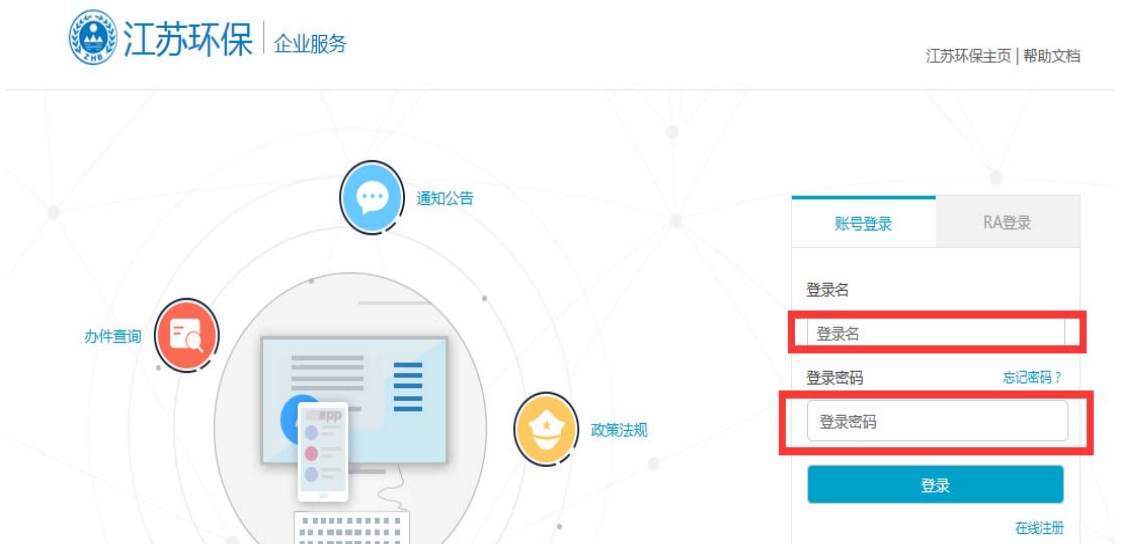 ZHB
江苏环保 企业服务
江苏环保主页 | 帮助文档
通知公告
办件查询
app
政策法规
账号登录 RA登录
登录名
登录名
登录密码 忘记密码？
登录密码
登录
在线注册